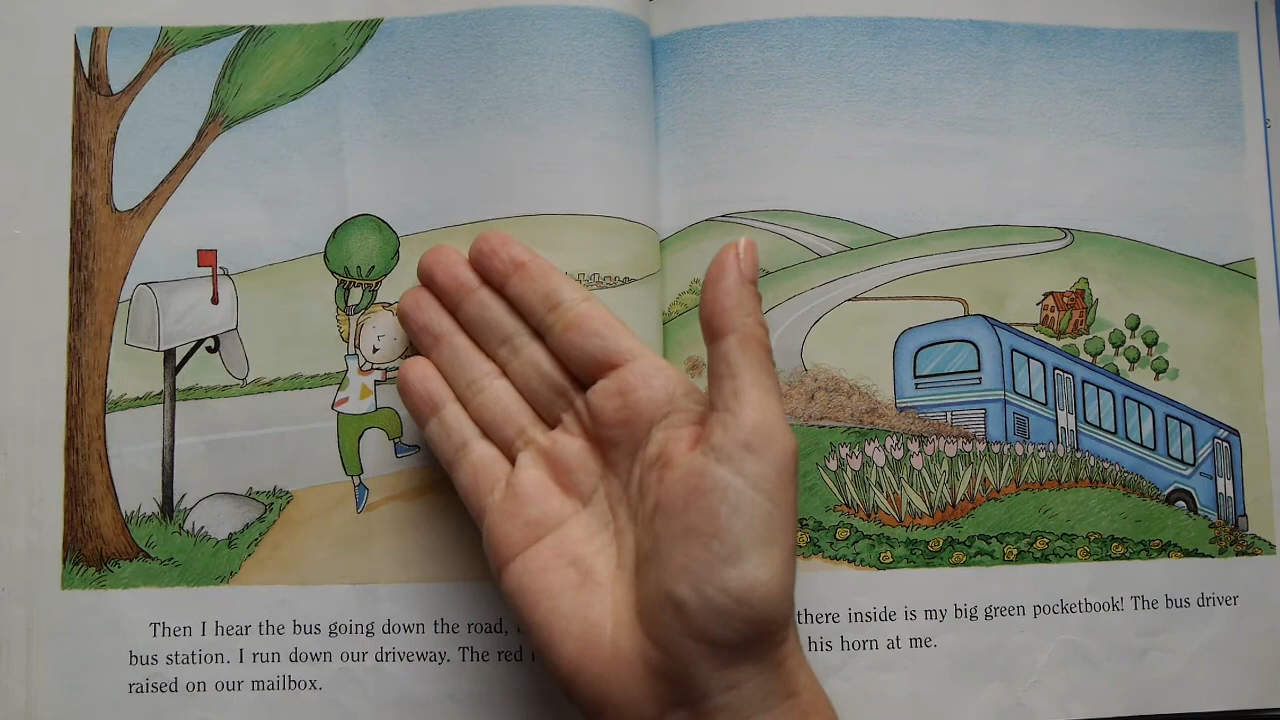 Then I hear the bus going down the road,
bus station. I run down our driveway. The red
raised on our mailbox.
there inside is my big green pocketbook! The bus driver
his horn at me.